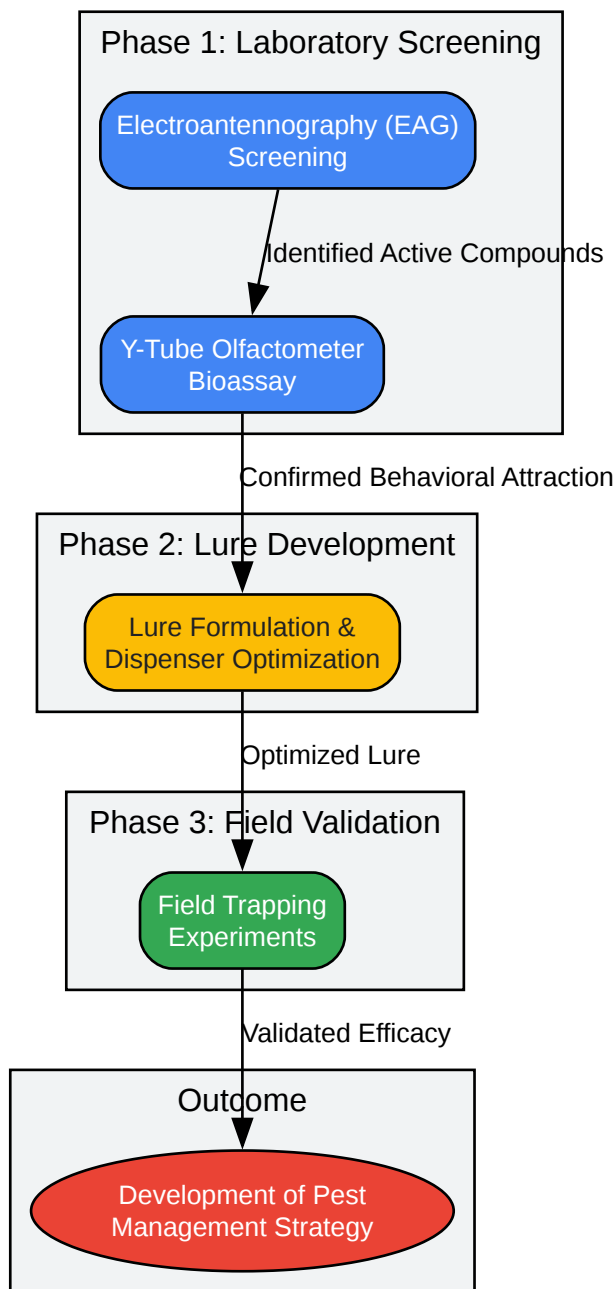 Phase 1: Laboratory Screening
Electroantennography (EAG)
Screening
Identified Active Compounds
Y-Tube Olfactometer
Bioassay
Confirmed Behavioral Attraction
Phase 2: Lure Development
Lure Formulation &
Dispenser Optimization
Optimized Lure
Phase 3: Field Validation
Field Trapping
Experiments
Validated Efficacy
Outcome
Development of Pest
Management Strategy